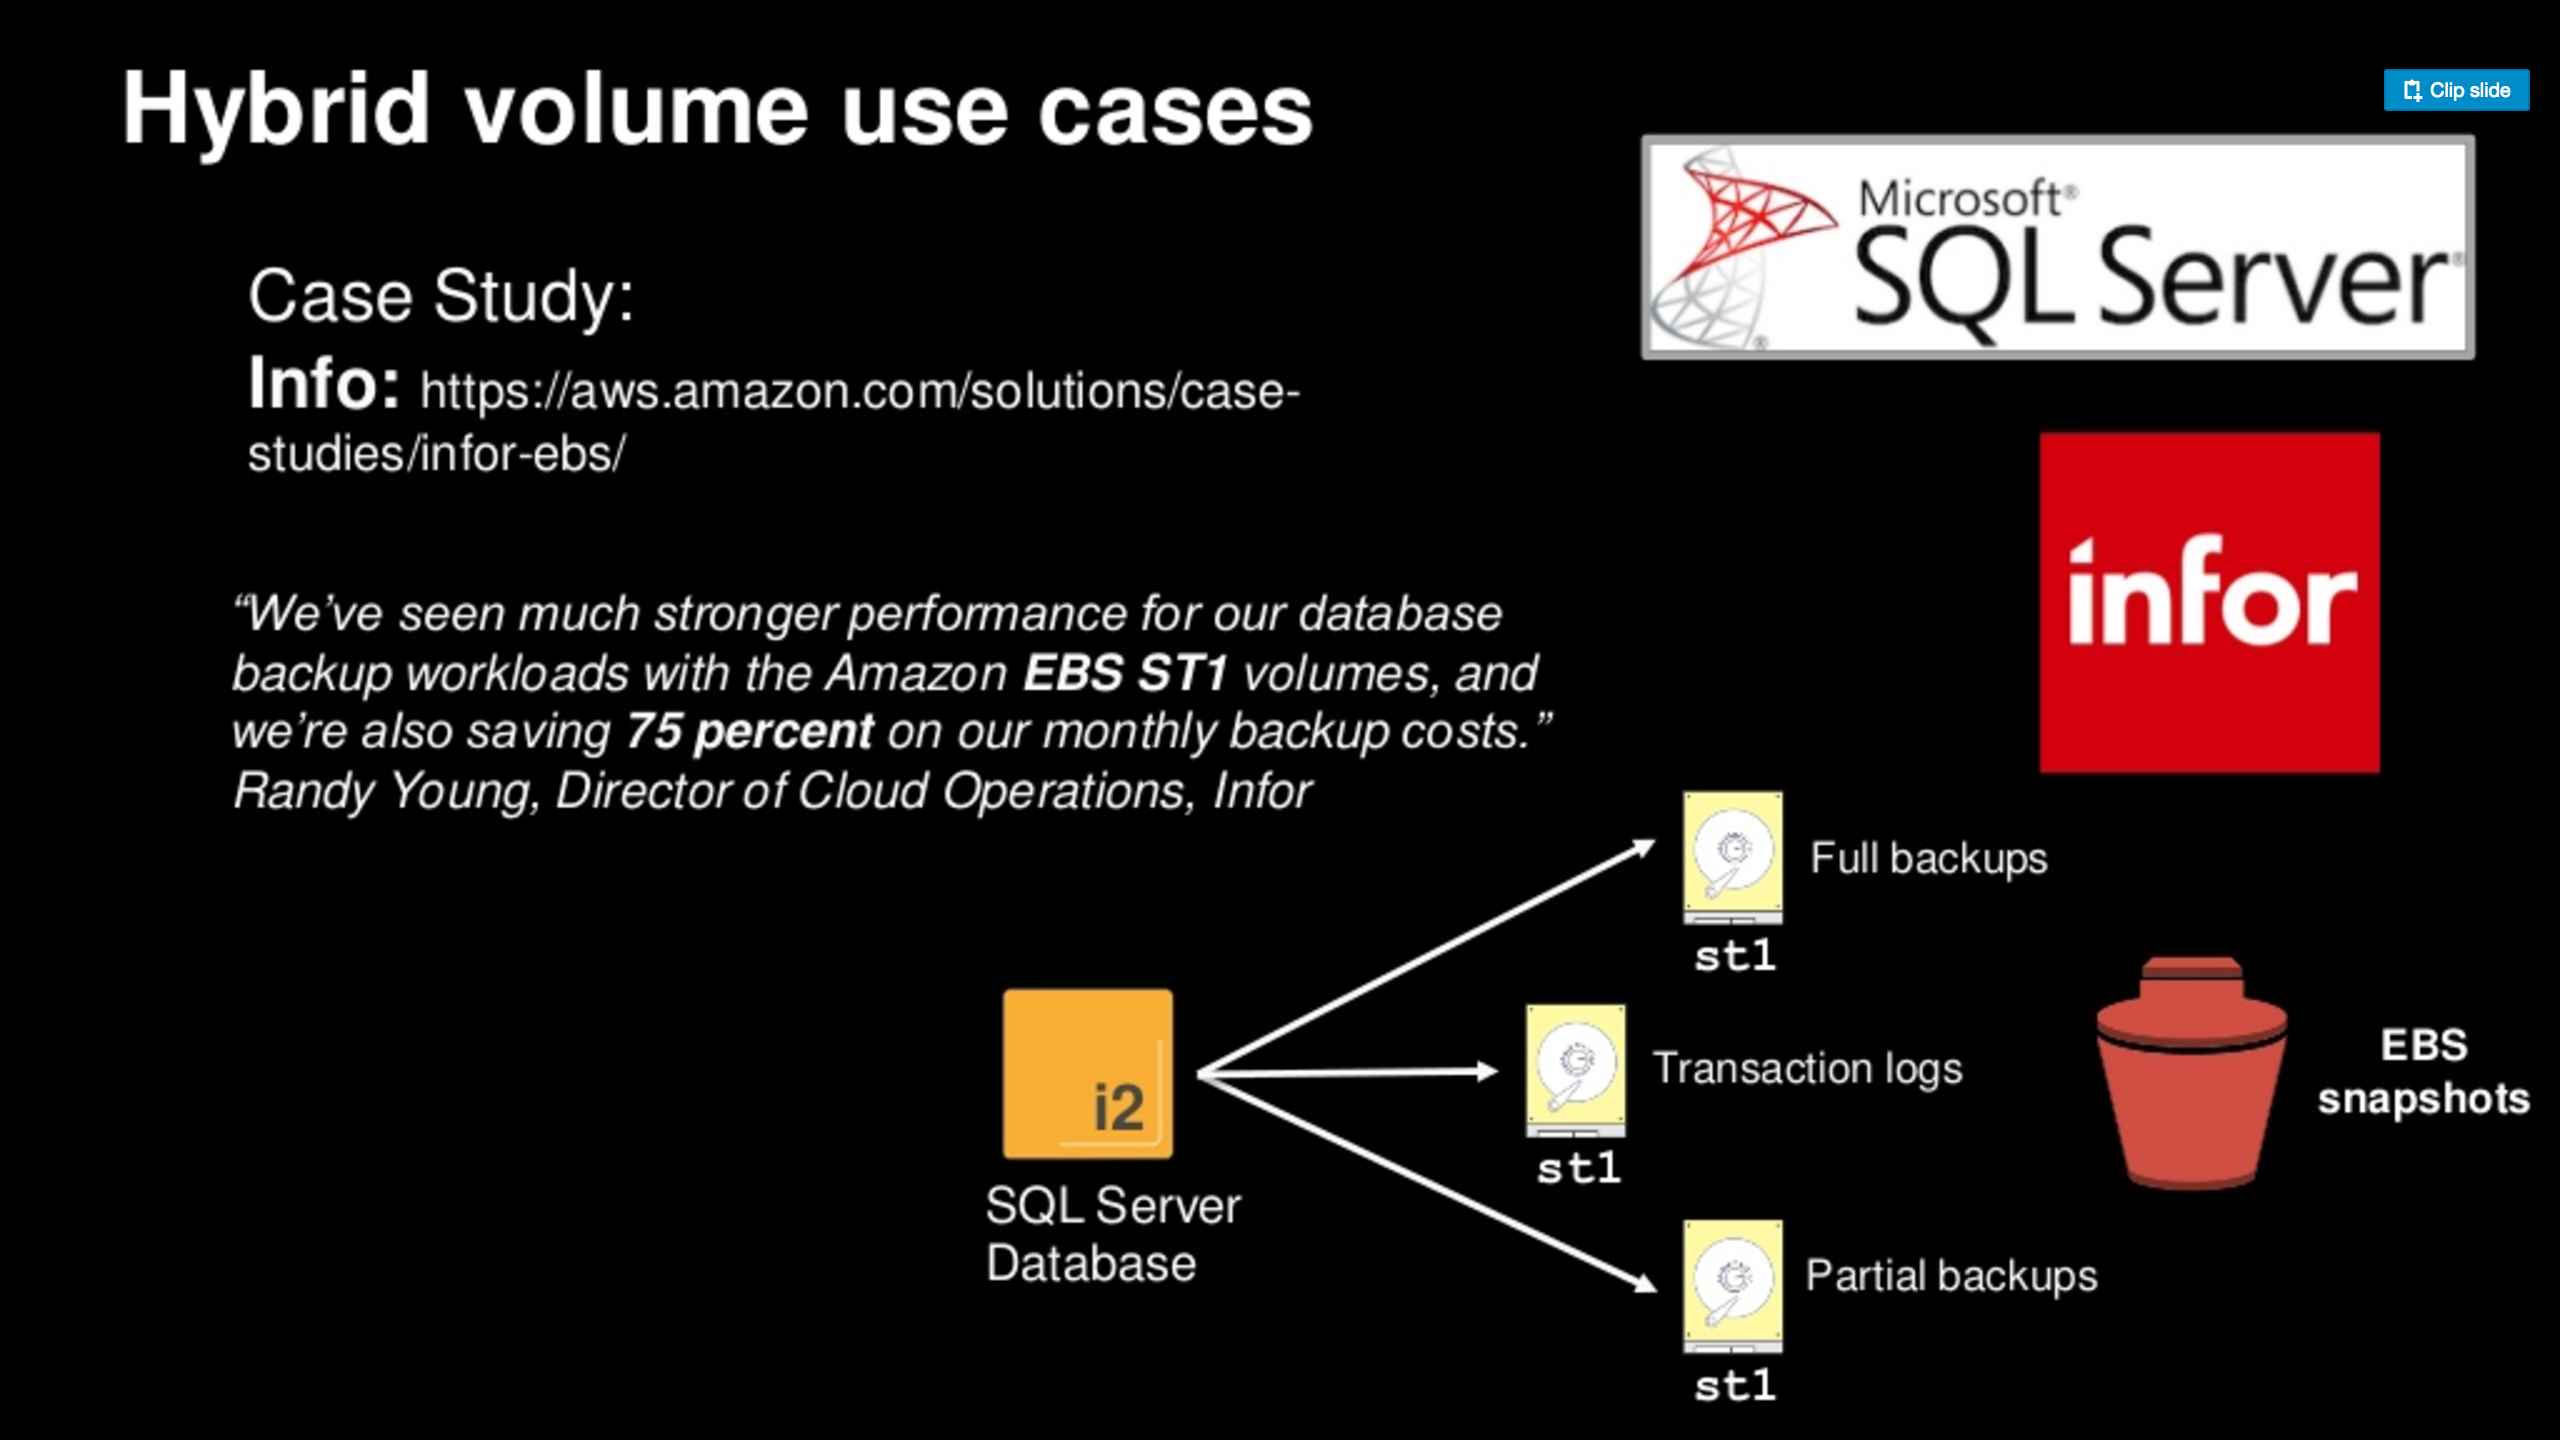 Hybrid volume use cases
Clip slide
Microsoft®
SQL Server®
®
Case Study:
Info: https://aws.amazon.com/solutions/case-
studies/infor-ebs/
infor
“We’ve seen much stronger performance for our database
backup workloads with the Amazon EBS ST1 volumes, and
we’re also saving 75 percent on our monthly backup costs.”
Randy Young, Director of Cloud Operations, Infor
Full backups
st1
i2
SQL Server
Database
Transaction logs
st1
EBS
snapshots
Partial backups
st1